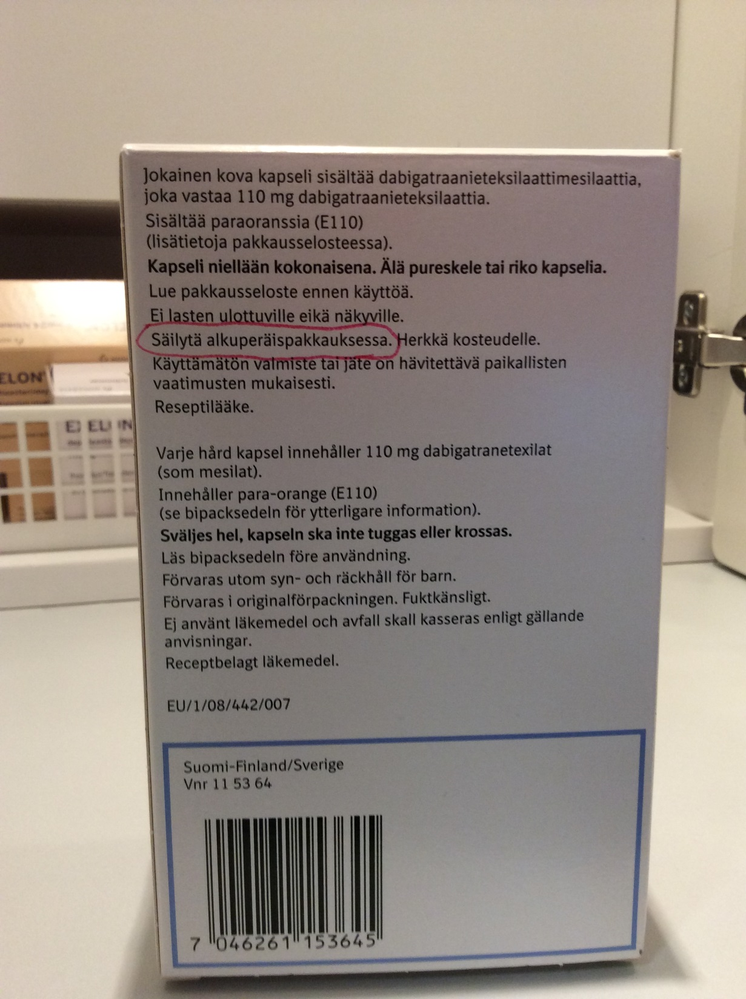 Jokainen kova kapseli sisältää dabigatraanieteksilaattimesilaattia,
joka vastaa 110 mg dabigatraanieteksilaattia.
Sisältää paraoranssia (E110)
(lisätietoja pakkausselosteessa).
Kapseli niellään kokonaisena. Älä pureskele tai riko kapselia.
Lue pakkausseloste ennen käyttöä.
Ei lasten ulottuville eikä näkyville.
Säilytä alkuperäispakkauksessa. Herkkä kosteudelle.
Käyttämätön valmiste tai jäte on hävitettävä paikallisten
vaatimusten mukaisesti.
Reseptilääke.
Varje hård kapsel innehåller 110 mg dabigatranetexilat
(som mesilat).
Innehåller para-orange (E110)
(se bipacksedeln för ytterligare information).
Sväljes hel, kapseln ska inte tuggas eller krossas.
Läs bipacksedeln före användning.
Förvaras utom syn- och räckhåll för barn.
Förvaras i originalförpackningen. Fuktkänsligt.
Ej använt läkemedel och avfall skall kasseras enligt gällande
anvisningar.
Receptbelagt läkemedel.
EU/1/08/442/007
Suomi-Finland/Sverige
Vnr 11 53 64
7 046261 153645
ELON